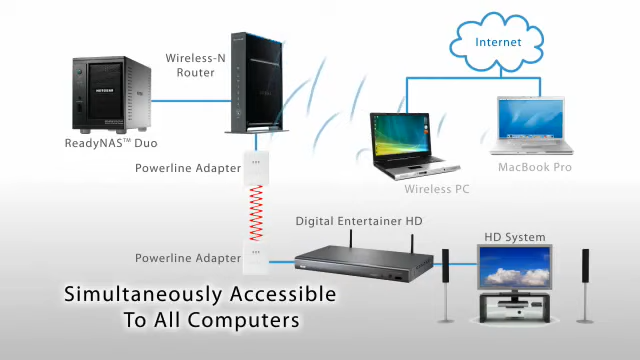 Internet
Wireless-N
Router
NETGEAR
ReadyNAS™ Duo
Powerline Adapter
MacBook Pro
Wireless PC
Digital Entertainer HD
HD System
Powerline Adapter
Simultaneously Accessible
To All Computers